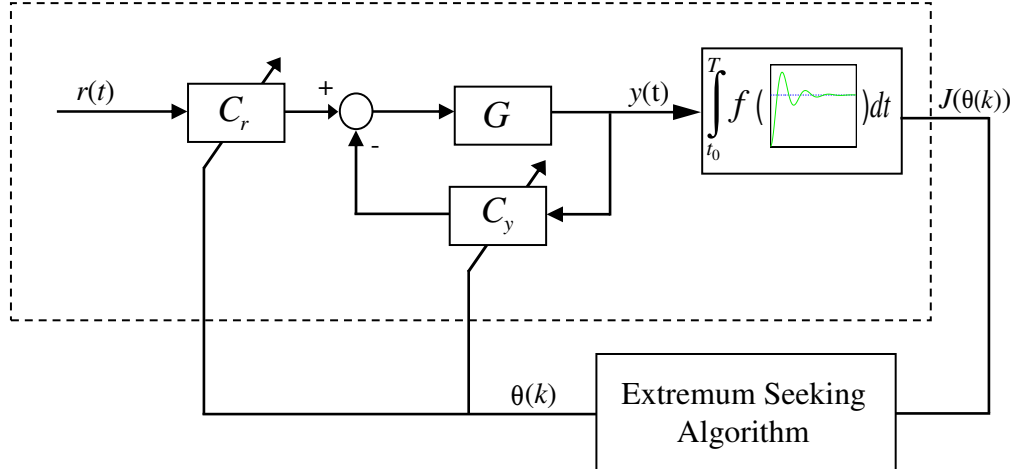 r(t)
C_r
+
-
G
y(t)
T
∫ f ( ) dt
t_0
J(θ(k))
C_y
θ(k)
Extremum Seeking
Algorithm